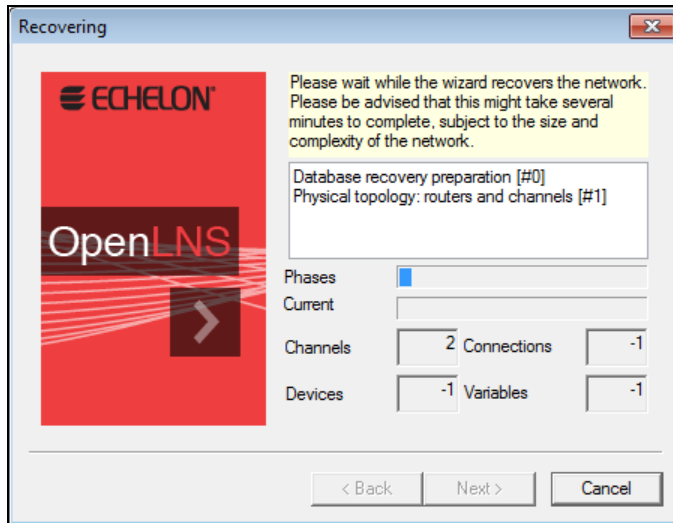 Recovering
ECHELON®
OpenLNS
Please wait while the wizard recovers the network.
Please be advised that this might take several
minutes to complete, subject to the size and
complexity of the network.
Database recovery preparation [#0]
Physical topology: routers and channels [#1]
Phases
Current
Channels 2 Connections -1
Devices -1 Variables -1
< Back Next > Cancel